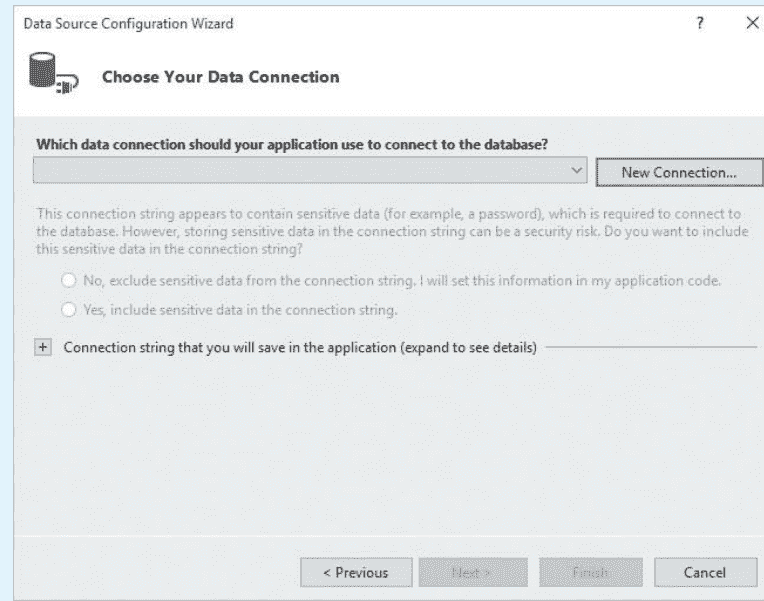 Data Source Configuration Wizard
?
Choose Your Data Connection
Which data connection should your application use to connect to the database?
New Connection...
This connection string appears to contain sensitive data (for example, a password), which is required to connect to
the database. However, storing sensitive data in the connection string can be a security risk. Do you want to include
this sensitive data in the connection string?
No, exclude sensitive data from the connection string. I will set this information in my application code.
Yes, include sensitive data in the connection string.
+ Connection string that you will save in the application (expand to see details)
< Previous
Next >
Finish
Cancel